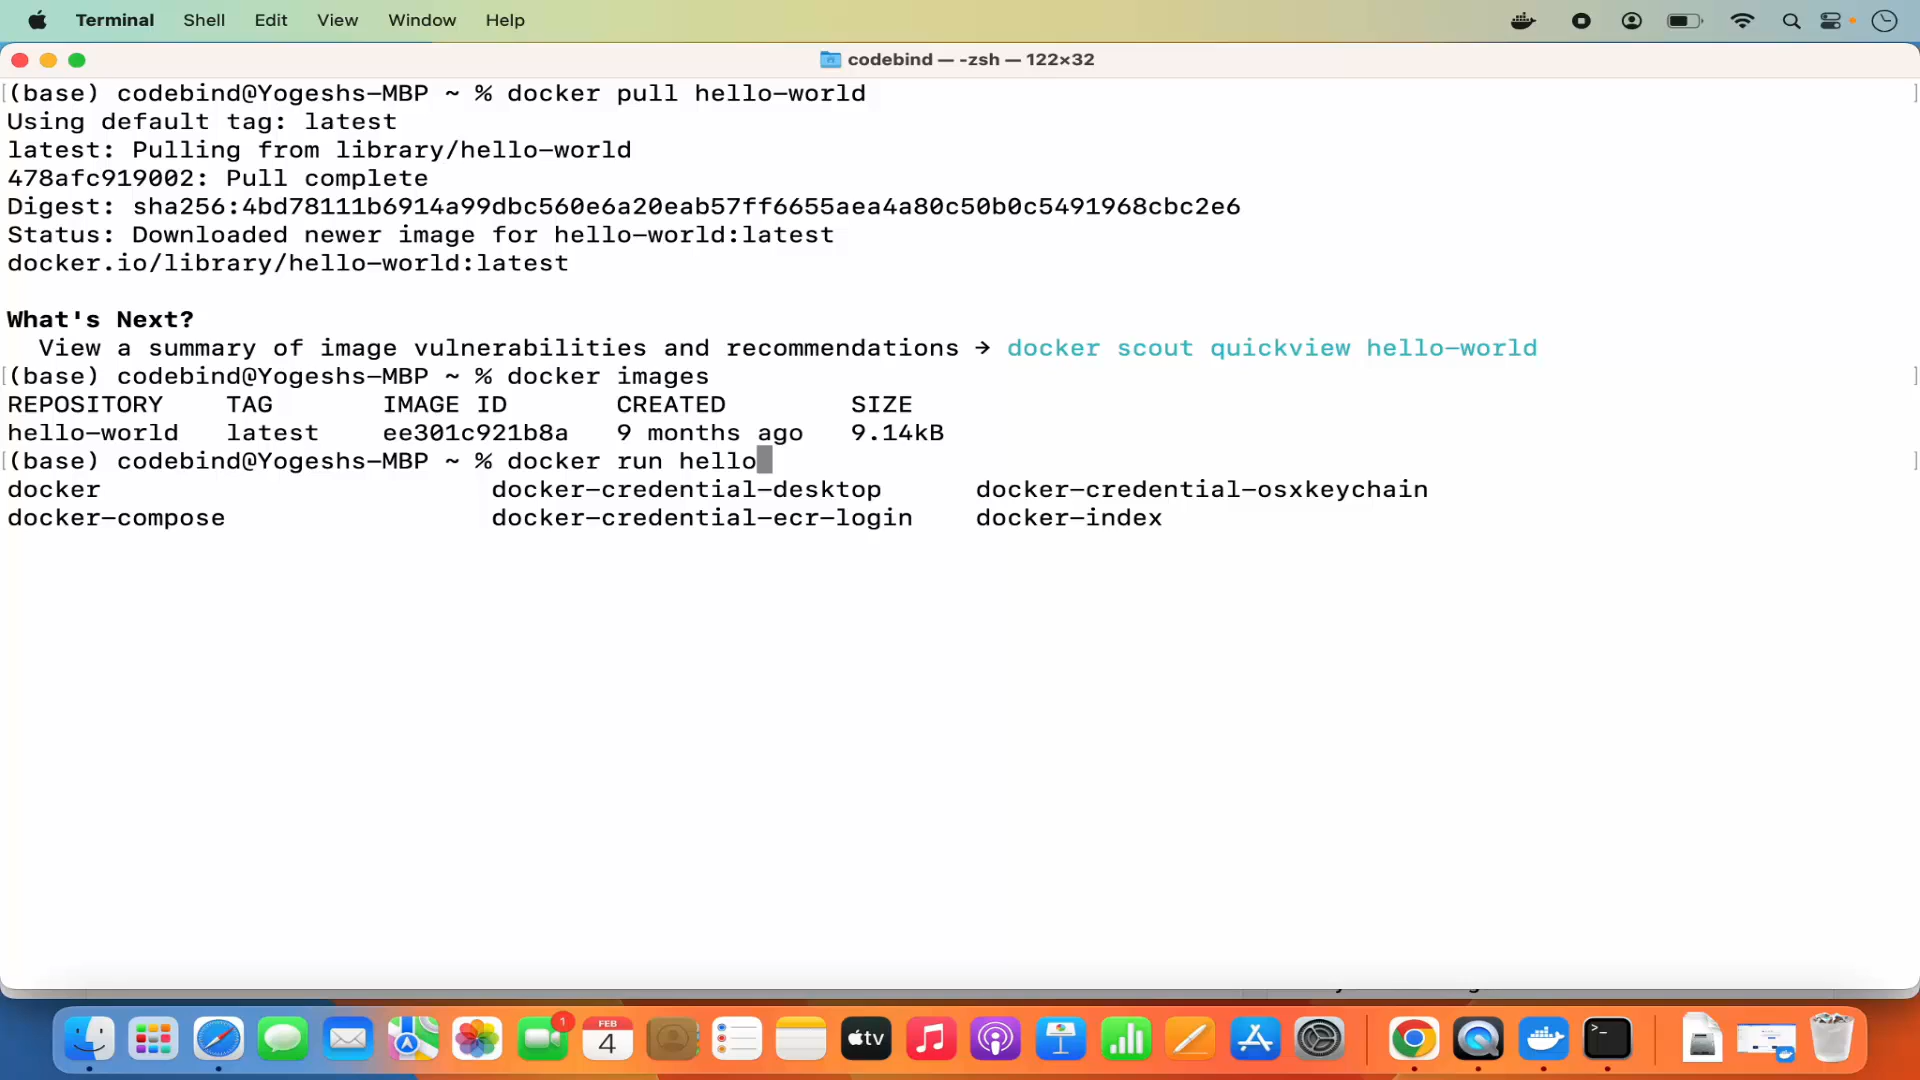 Terminal Shell Edit View Window Help
codebind — -zsh — 122×32
[(base) codebind@Yogeshs-MBP ~ % docker pull hello-world ]
Using default tag: latest
latest: Pulling from library/hello-world
478afc919002: Pull complete
Digest: sha256:4bd78111b6914a99dbc560e6a20eab57ff6655aea4a80c50b0c5491968cbc2e6
Status: Downloaded newer image for hello-world:latest
docker.io/library/hello-world:latest
What's Next?
View a summary of image vulnerabilities and recommendations → docker scout quickview hello-world
[(base) codebind@Yogeshs-MBP ~ % docker images ]
REPOSITORY TAG IMAGE ID CREATED SIZE
hello-world latest ee301c921b8a 9 months ago 9.14kB
[(base) codebind@Yogeshs-MBP ~ % docker run hello ]
docker docker-credential-desktop docker-credential-osxkeychain
docker-compose docker-credential-ecr-login docker-index
1
FEB
4
tv
>_